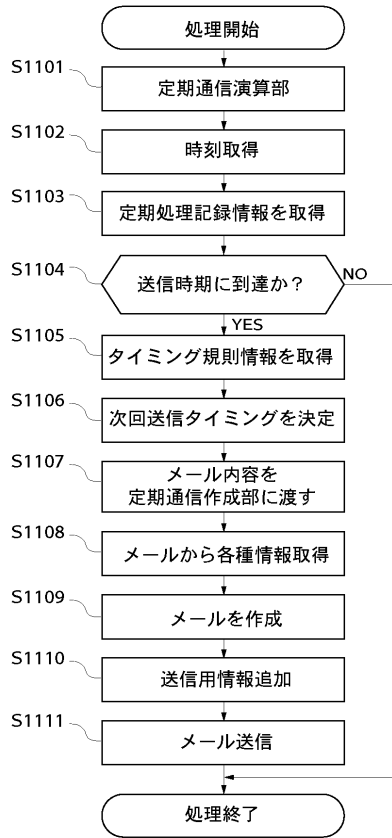 処理開始
S1101
定期通信演算部
S1102
時刻取得
S1103
定期処理記録情報を取得
S1104
送信時期に到達か？
NO
YES
S1105
タイミング規則情報を取得
S1106
次回送信タイミングを決定
S1107
メール内容を
定期通信作成部に渡す
S1108
メールから各種情報取得
S1109
メールを作成
S1110
送信用情報追加
S1111
メール送信
処理終了